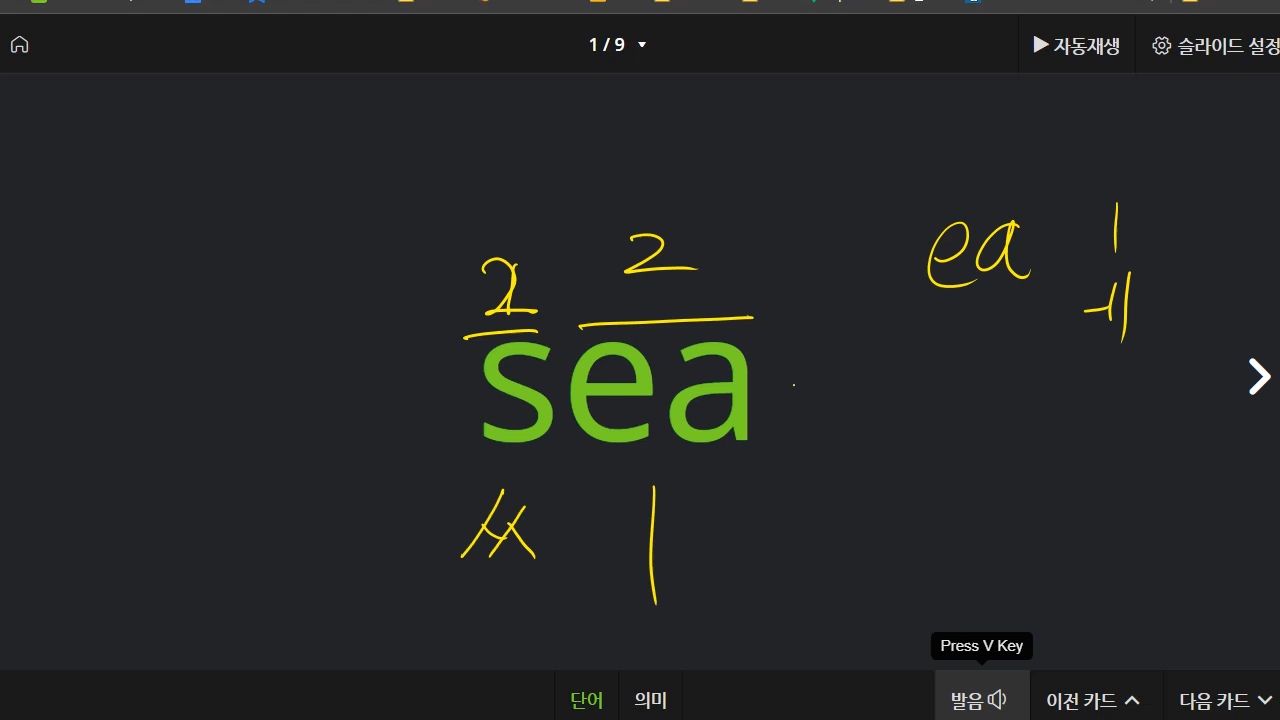 1 / 9
자동재생
슬라이드 설정
2
ea ㅣ
ㅔ
sea
ㅆ ㅣ
Press V Key
단어
의미
발음
이전 카드
다음 카드